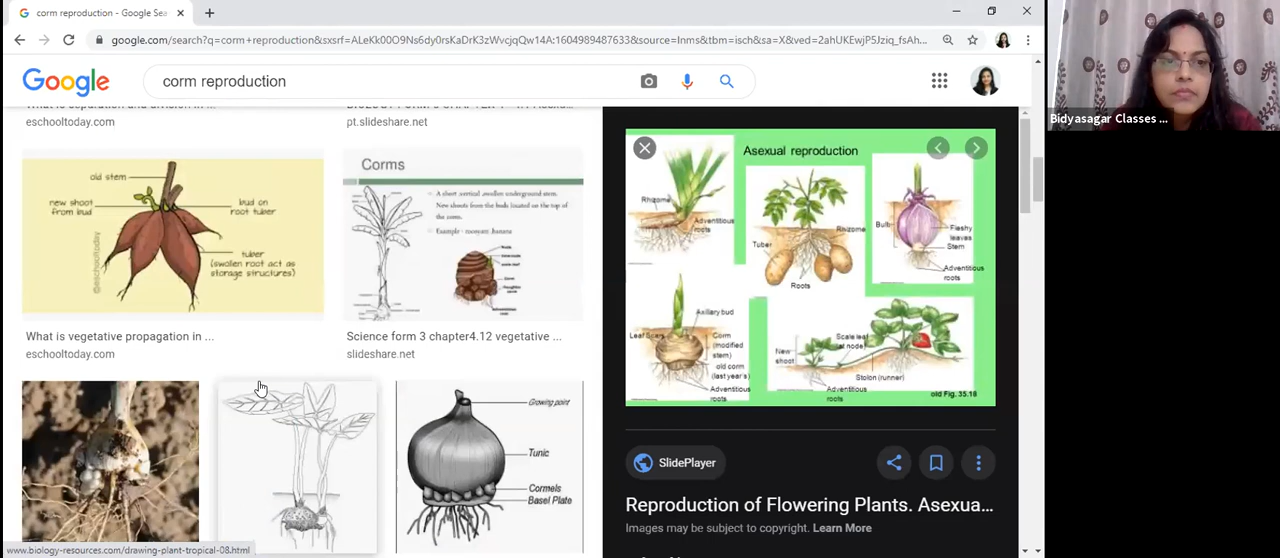 corm reproduction - Google Sea
google.com/search?q=corm+reproduction&sxsrf=ALeKk00O9Ns6dy0rsKaDrK3zWvcjqQw14A:1604989487633&source=lnms&tbm=isch&sa=X&ved=2ahUKEwjP5Jziq_fsAh...
Google
corm reproduction
Bidyasagar Classes ...
eschooltoday.com
pt.slideshare.net
old stem
new shoot
from bud
bud on
root tuber
tuber
(swollen root act as
storage structures)
@eschooltoday
Corms
A short vertical swollen underground stem.
New shoots from the buds located on the top of
the corm.
What is vegetative propagation in ...
eschooltoday.com
Science form 3 chapter4.12 vegetative ...
slideshare.net
Growing point
Tunic
Cormels
Basel Plate
Asexual reproduction
Rhizome
Adventitious
roots
Tuber
Rhizome
Roots
Bulb
Fleshy
leaves
Stem
Adventitious
roots
Axillary bud
Leaf Scars
Corm
(modified
stem)
old corm
(last year's)
Adventitious
roots
New
shoot
Scale leaf
(at node)
Stolon (runner)
Adventitious
roots
old Fig. 35.18
SlidePlayer
Reproduction of Flowering Plants. Asexua...
Images may be subject to copyright. Learn More
www.biology-resources.com/drawing-plant-tropical-08.html